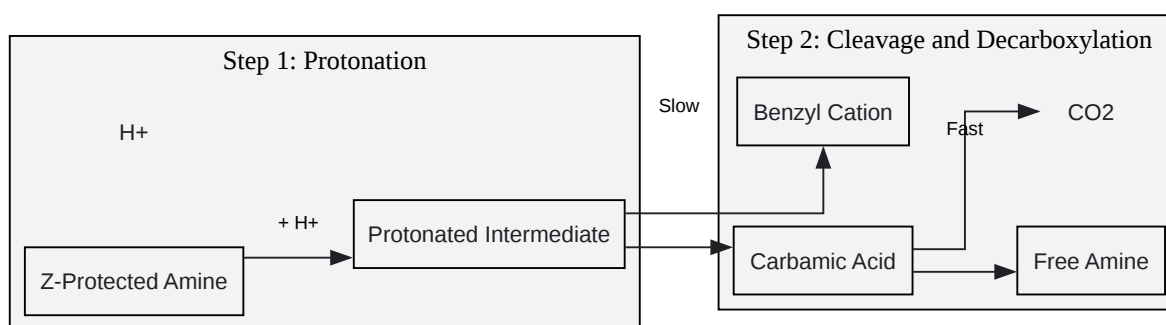 Step 1: Protonation
H+
Z-Protected Amine
+ H+
Protonated Intermediate
Slow
Step 2: Cleavage and Decarboxylation
Benzyl Cation
Fast
CO2
Carbamic Acid
Free Amine